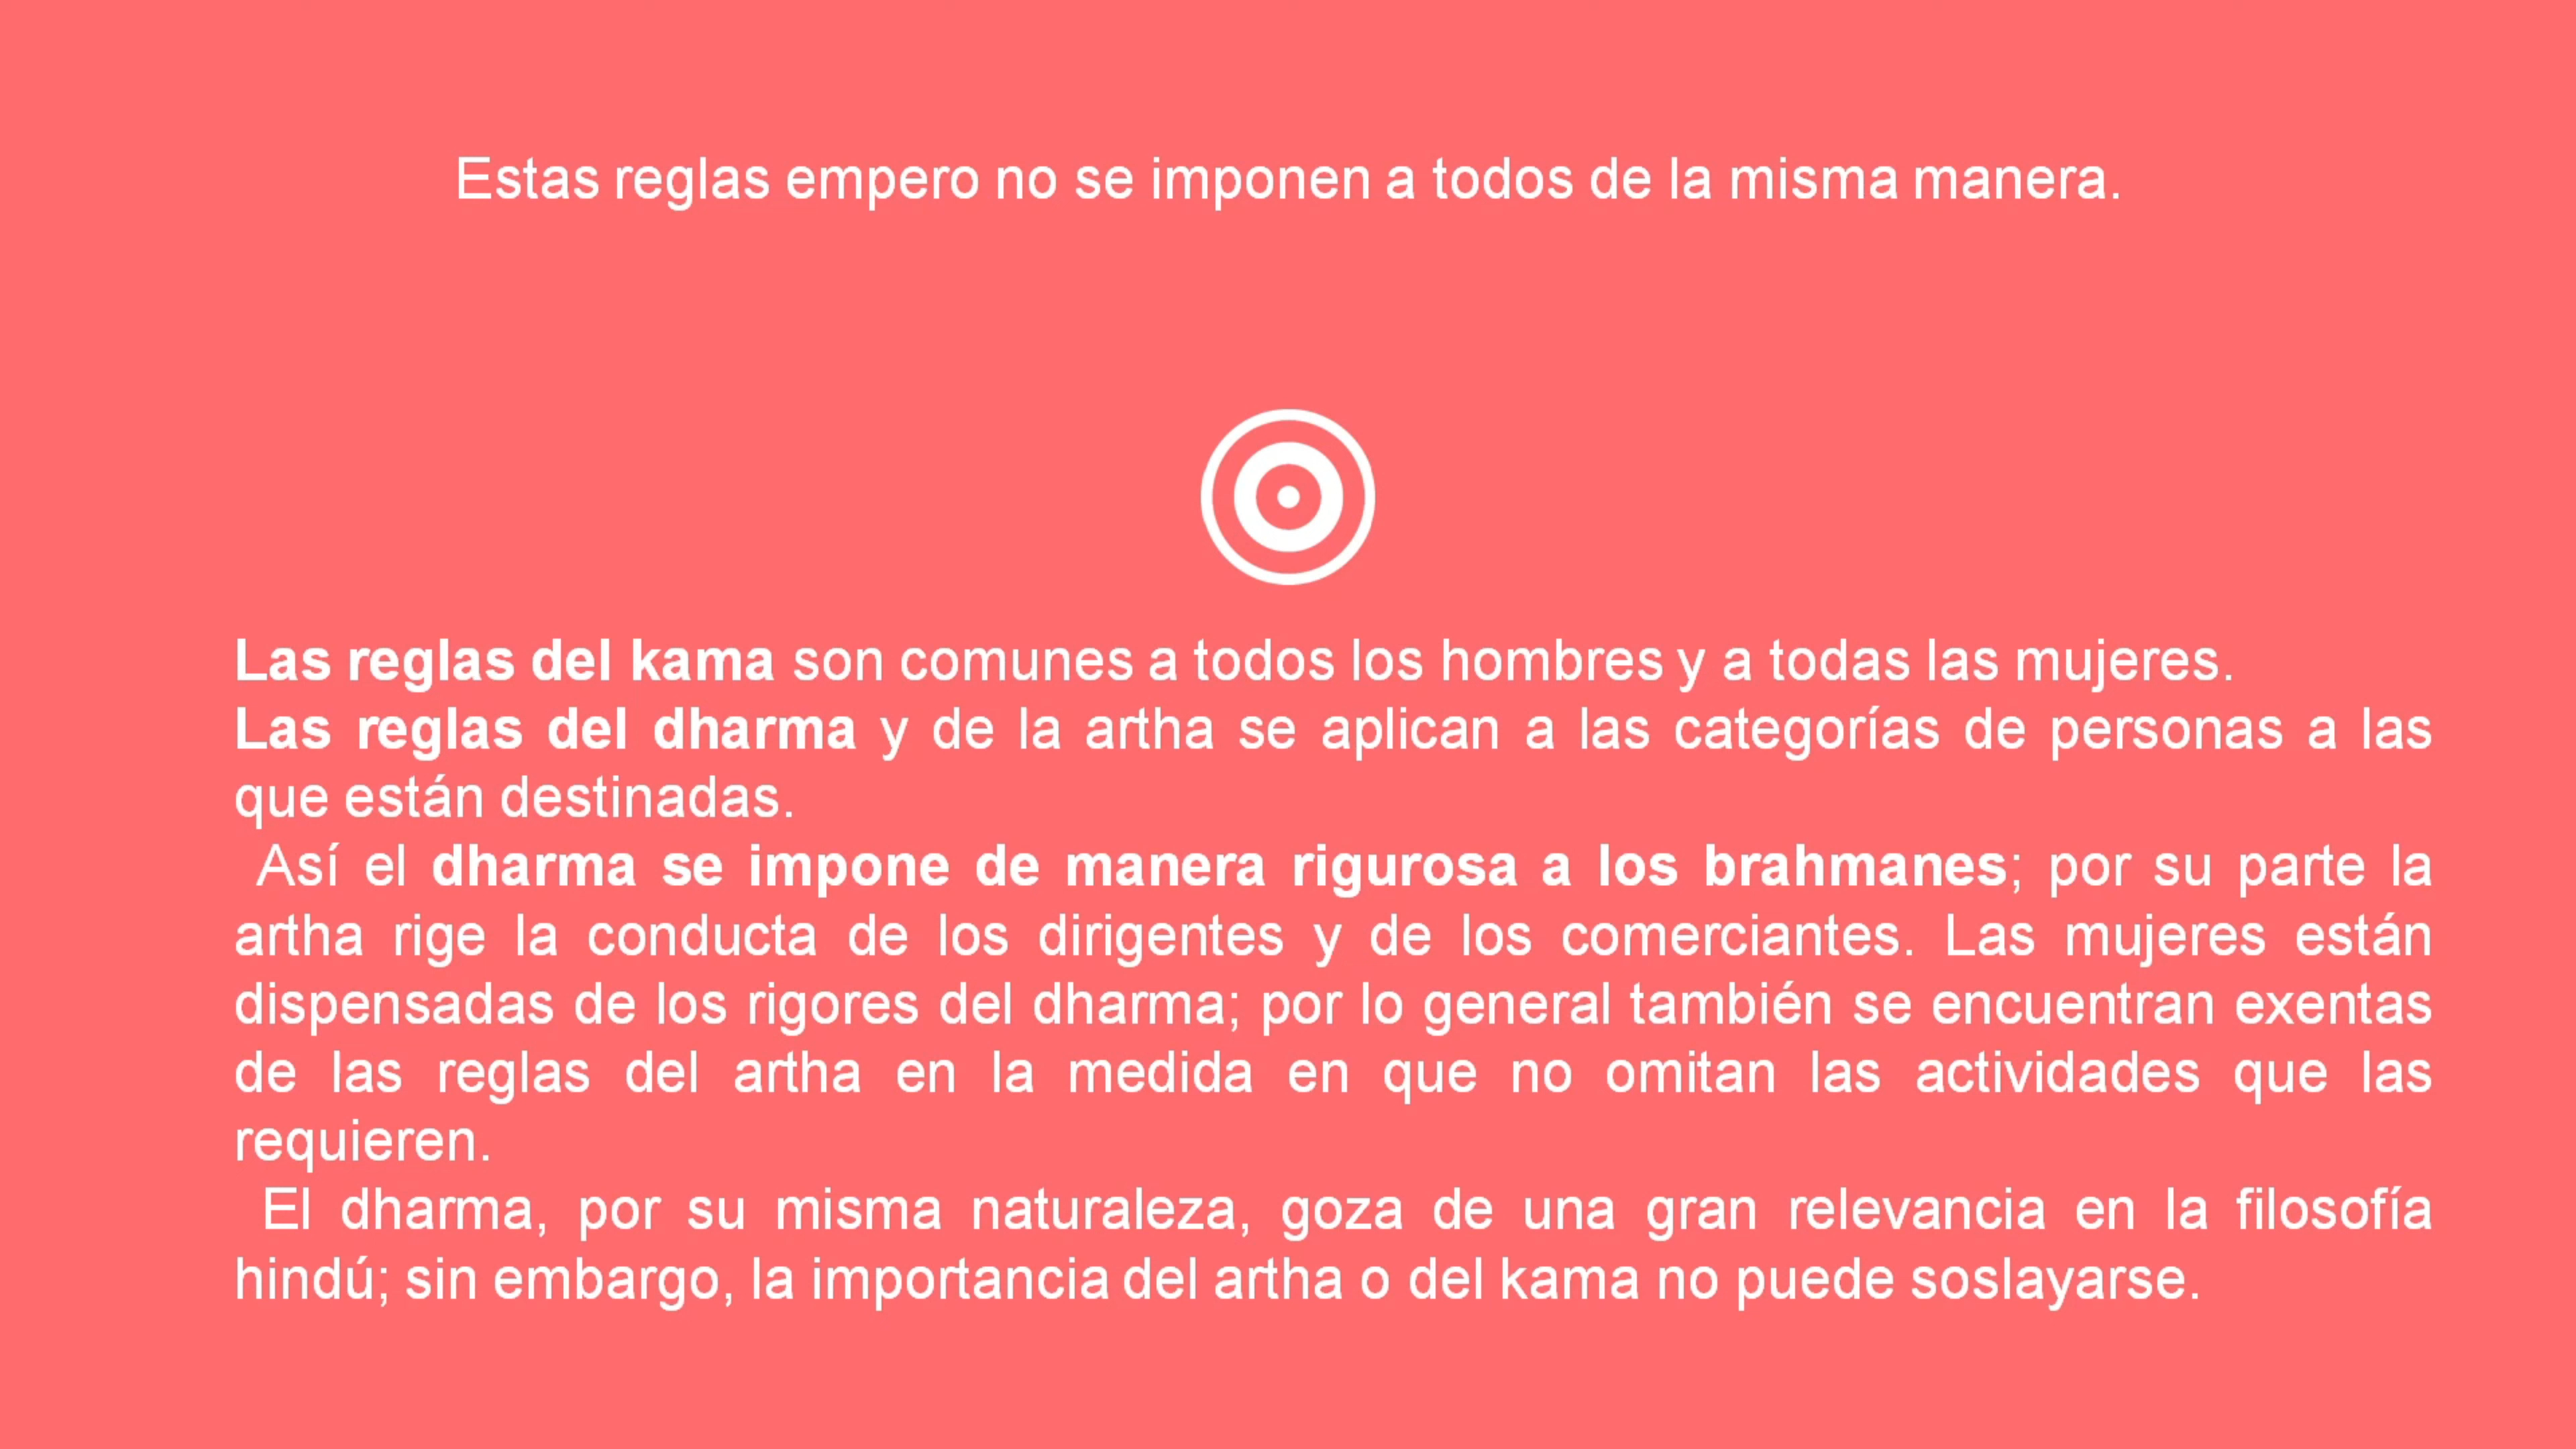 Estas reglas empero no se imponen a todos de la misma manera.
Las reglas del kama son comunes a todos los hombres y a todas las mujeres.
Las reglas del dharma y de la artha se aplican a las categorías de personas a las
que están destinadas.
Así el dharma se impone de manera rigurosa a los brahmanes; por su parte la
artha rige la conducta de los dirigentes y de los comerciantes. Las mujeres están
dispensadas de los rigores del dharma; por lo general también se encuentran exentas
de las reglas del artha en la medida en que no omitan las actividades que las
requieren.
El dharma, por su misma naturaleza, goza de una gran relevancia en la filosofía
hindú; sin embargo, la importancia del artha o del kama no puede soslayarse.